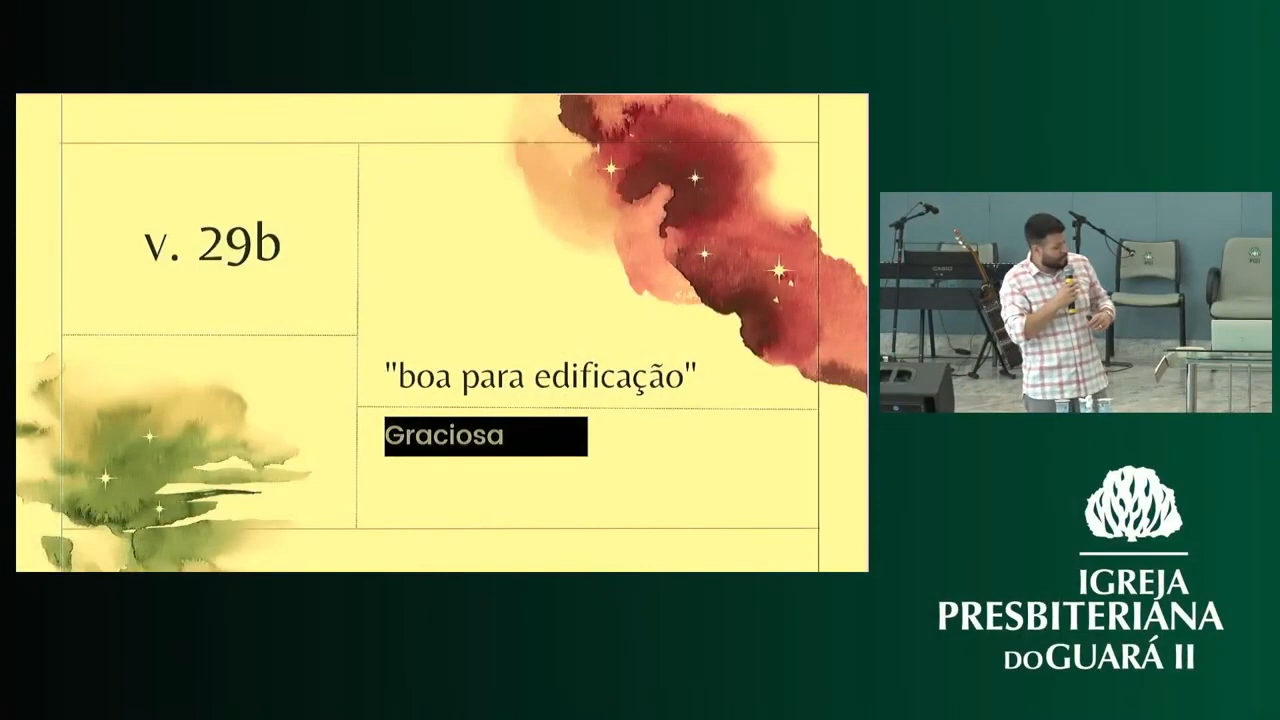 v. 29b
"boa para edificação"
Graciosa
IGREJA
PRESBITERIANA
DO GUARÁ II